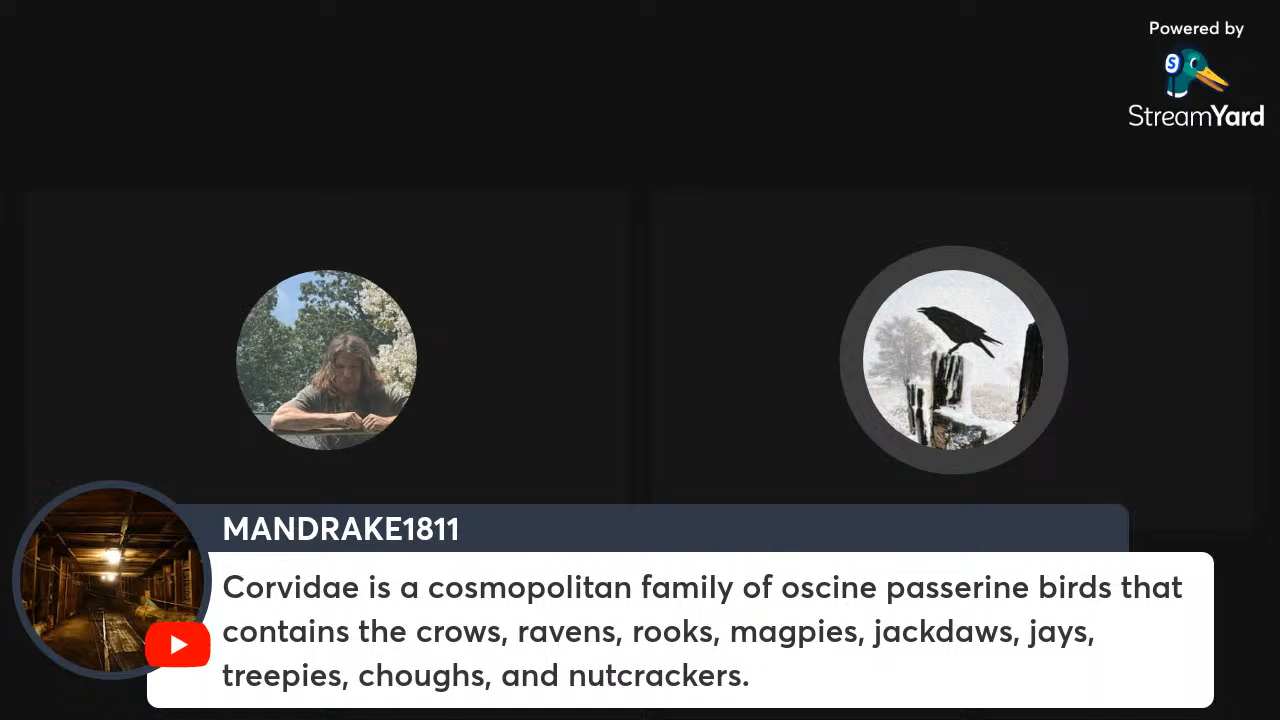 Powered by
S
StreamYard
MANDRAKE1811
Corvidae is a cosmopolitan family of oscine passerine birds that
contains the crows, ravens, rooks, magpies, jackdaws, jays,
treepies, choughs, and nutcrackers.